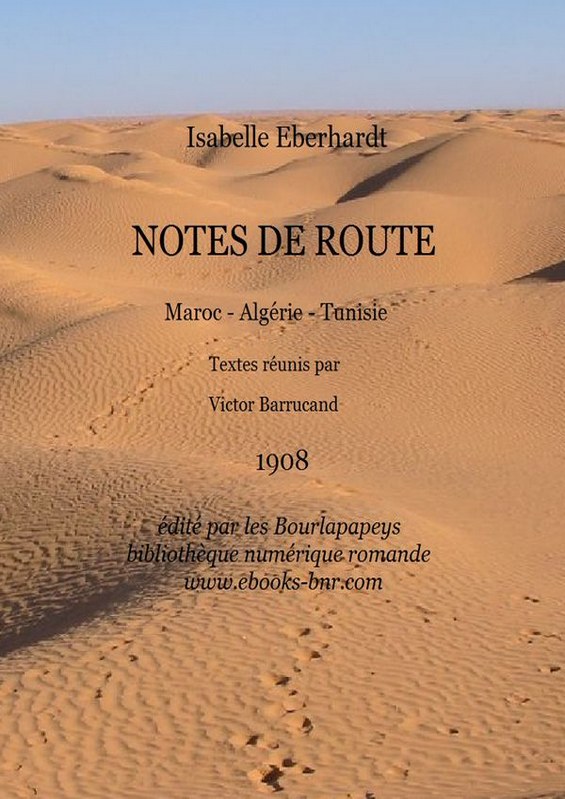 Isabelle Eberhardt
NOTES DE ROUTE
Maroc - Algérie - Tunisie
Textes réunis par
Victor Barrucand
1908
édité par les Bourlapapeys
bibliothèque numérique romande
www.ebooks-bnr.com